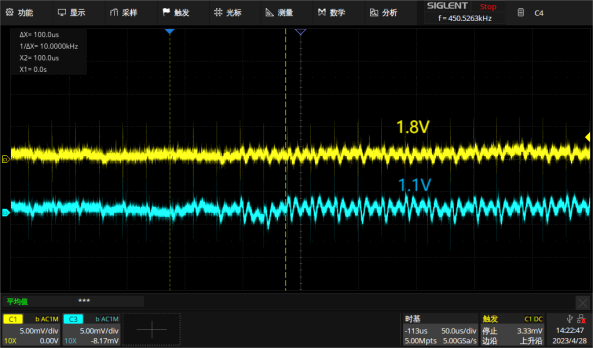 功能 显示 采样 触发 光标 测量 数学 分析 SIGLENT Stop C4
f = 450.5263kHz
ΔX= 100.0us
1/ΔX= 10.0000kHz
X2= 100.0us
X1= 0.0s
1.8V
1.1V
平均值 ***
C1 b AC1M C3 b AC1M 时基 触发 C1 DC
5.00mV/div 5.00mV/div -113us 50.0us/div 停止 3.33mV 14:22:47
10X 0.00V 10X -8.17mV 5.00Mpts 5.00GSa/s 边沿 上升沿 2023/4/28